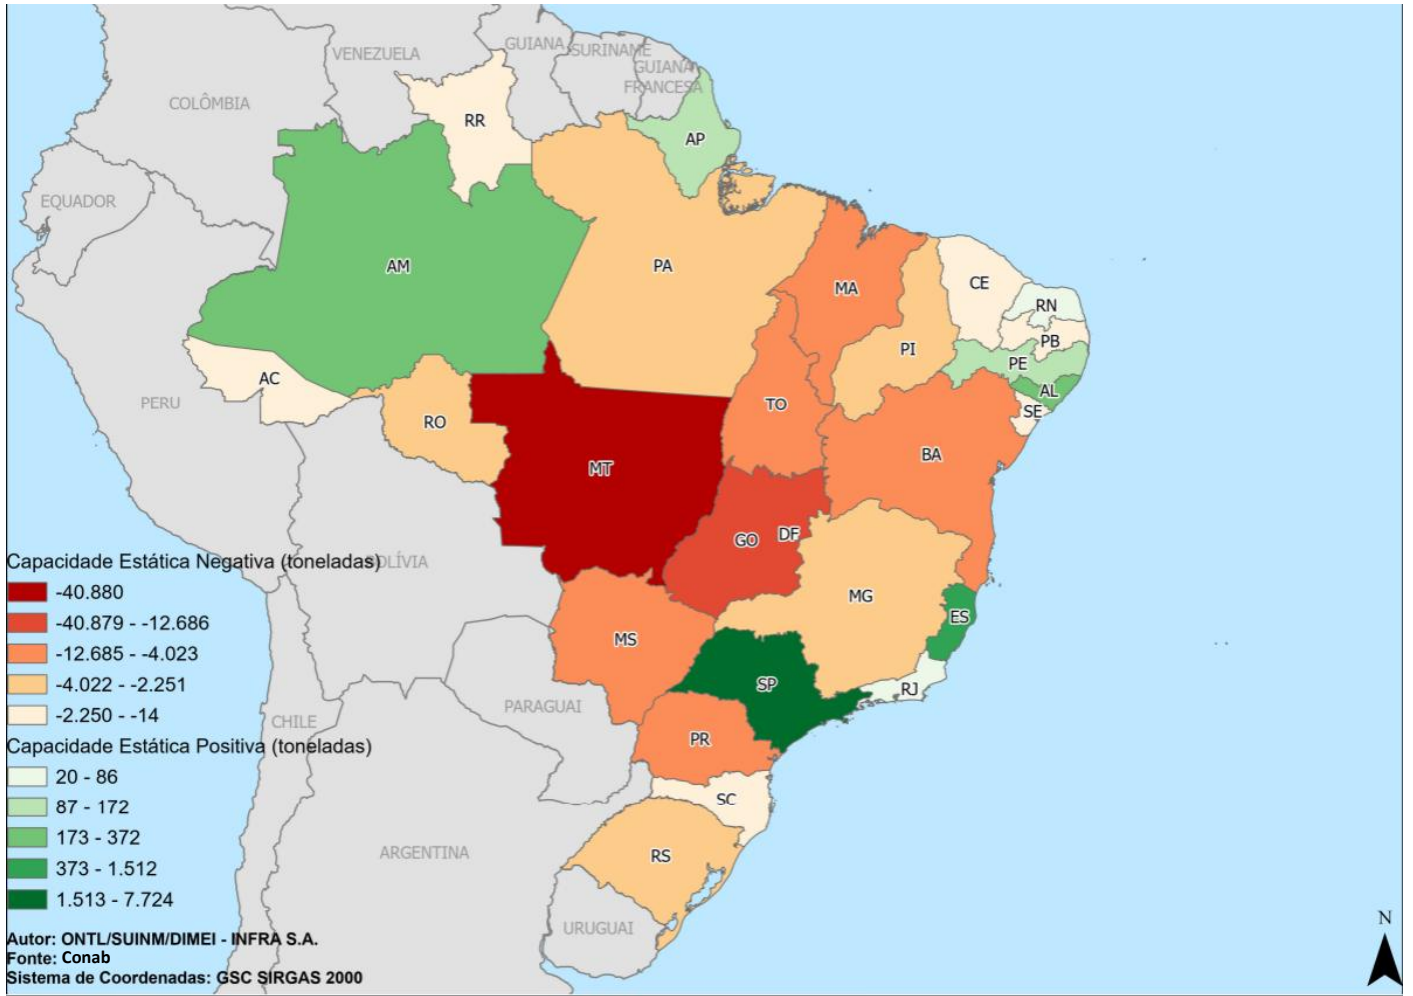 VENEZUELA
GUIANA
SURINAME
GUIANA
FRANCESA
COLÔMBIA
RR
AP
EQUADOR
AM
PA
MA
CE
RN
PB
PI
PE
AC
AL
PERU
TO
SE
RO
BA
MT
GO
DF
BOLÍVIA
MG
ES
MS
SP
RJ
PARAGUAI
CHILE
PR
SC
ARGENTINA
RS
URUGUAI
Capacidade Estática Negativa (toneladas)
-40.880
-40.879 - -12.686
-12.685 - -4.023
-4.022 - -2.251
-2.250 - -14
Capacidade Estática Positiva (toneladas)
20 - 86
87 - 172
173 - 372
373 - 1.512
1.513 - 7.724
Autor: ONTL/SUINM/DIMEI - INFRA S.A.
Fonte: Conab
Sistema de Coordenadas: GSC SIRGAS 2000
N